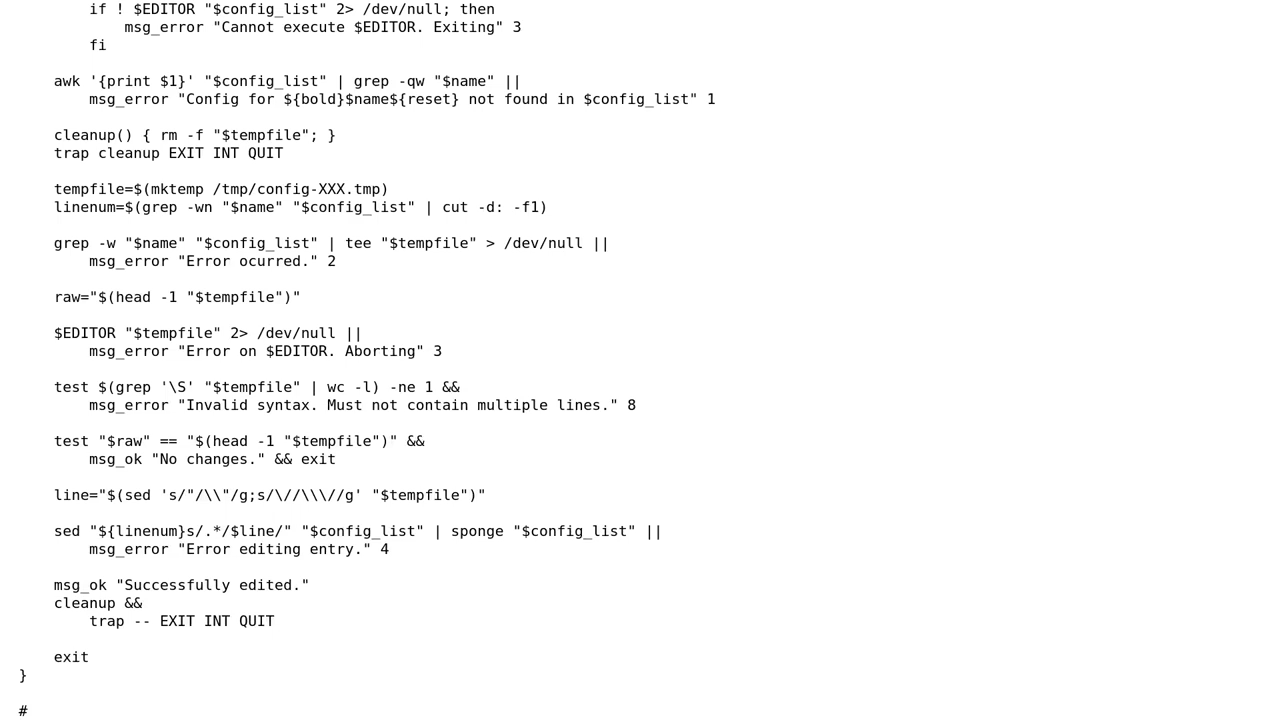 if ! $EDITOR "$config_list" 2> /dev/null; then
            msg_error "Cannot execute $EDITOR. Exiting" 3
        fi

    awk '{print $1}' "$config_list" | grep -qw "$name" ||
        msg_error "Config for ${bold}$name${reset} not found in $config_list" 1

    cleanup() { rm -f "$tempfile"; }
    trap cleanup EXIT INT QUIT

    tempfile=$(mktemp /tmp/config-XXX.tmp)
    linenum=$(grep -wn "$name" "$config_list" | cut -d: -f1)

    grep -w "$name" "$config_list" | tee "$tempfile" > /dev/null ||
        msg_error "Error ocurred." 2

    raw="$(head -1 "$tempfile")"

    $EDITOR "$tempfile" 2> /dev/null ||
        msg_error "Error on $EDITOR. Aborting" 3

    test $(grep '\S' "$tempfile" | wc -l) -ne 1 &&
        msg_error "Invalid syntax. Must not contain multiple lines." 8

    test "$raw" == "$(head -1 "$tempfile")" &&
        msg_ok "No changes." && exit

    line="$(sed 's/"/\\"/g;s/\//\\\//g' "$tempfile")"

    sed "${linenum}s/.*/$line/" "$config_list" | sponge "$config_list" ||
        msg_error "Error editing entry." 4

    msg_ok "Successfully edited."
    cleanup &&
        trap -- EXIT INT QUIT

    exit
}

#